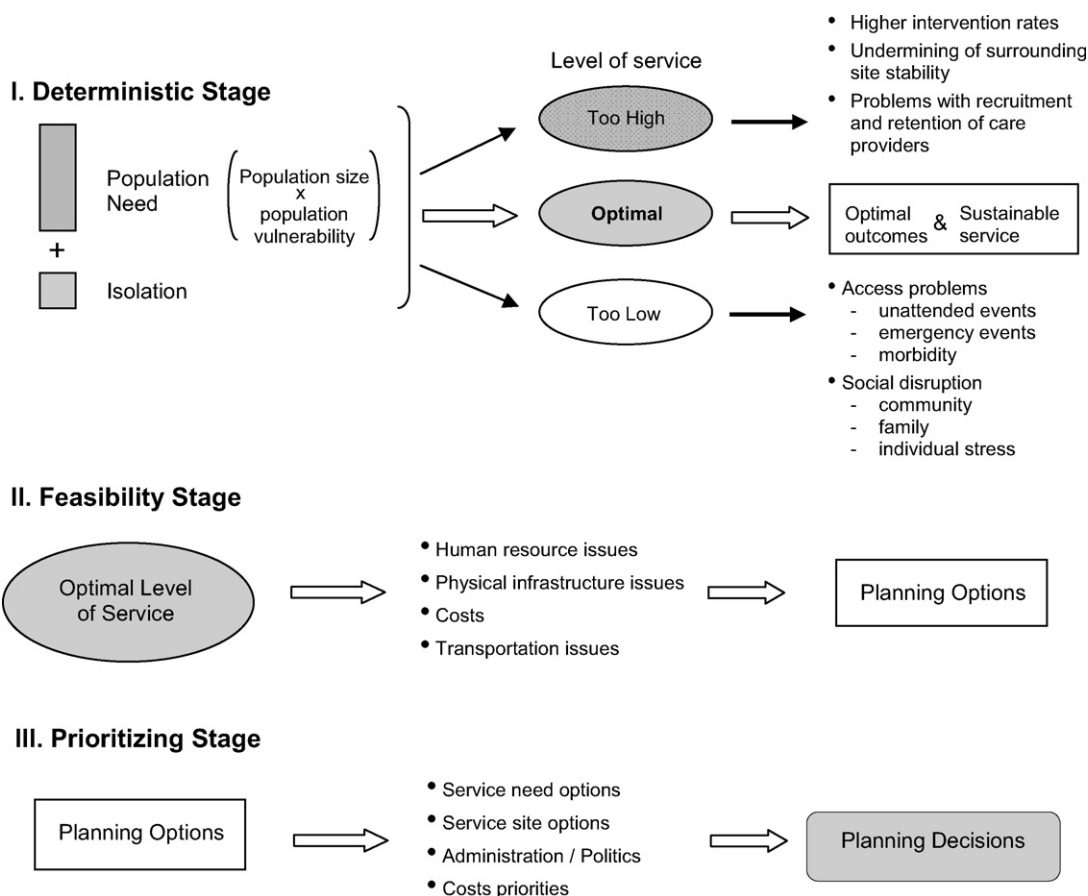 I. Deterministic Stage
Population
Need
Population size
x
population
vulnerability
+
Isolation
Level of service
Too High
Optimal
Too Low
• Higher intervention rates
• Undermining of surrounding
site stability
• Problems with recruitment
and retention of care
providers
Optimal
outcomes
&
Sustainable
service
• Access problems
- unattended events
- emergency events
- morbidity
• Social disruption
- community
- family
- individual stress
II. Feasibility Stage
Optimal Level
of Service
• Human resource issues
• Physical infrastructure issues
• Costs
• Transportation issues
Planning Options
III. Prioritizing Stage
Planning Options
• Service need options
• Service site options
• Administration / Politics
• Costs priorities
Planning Decisions